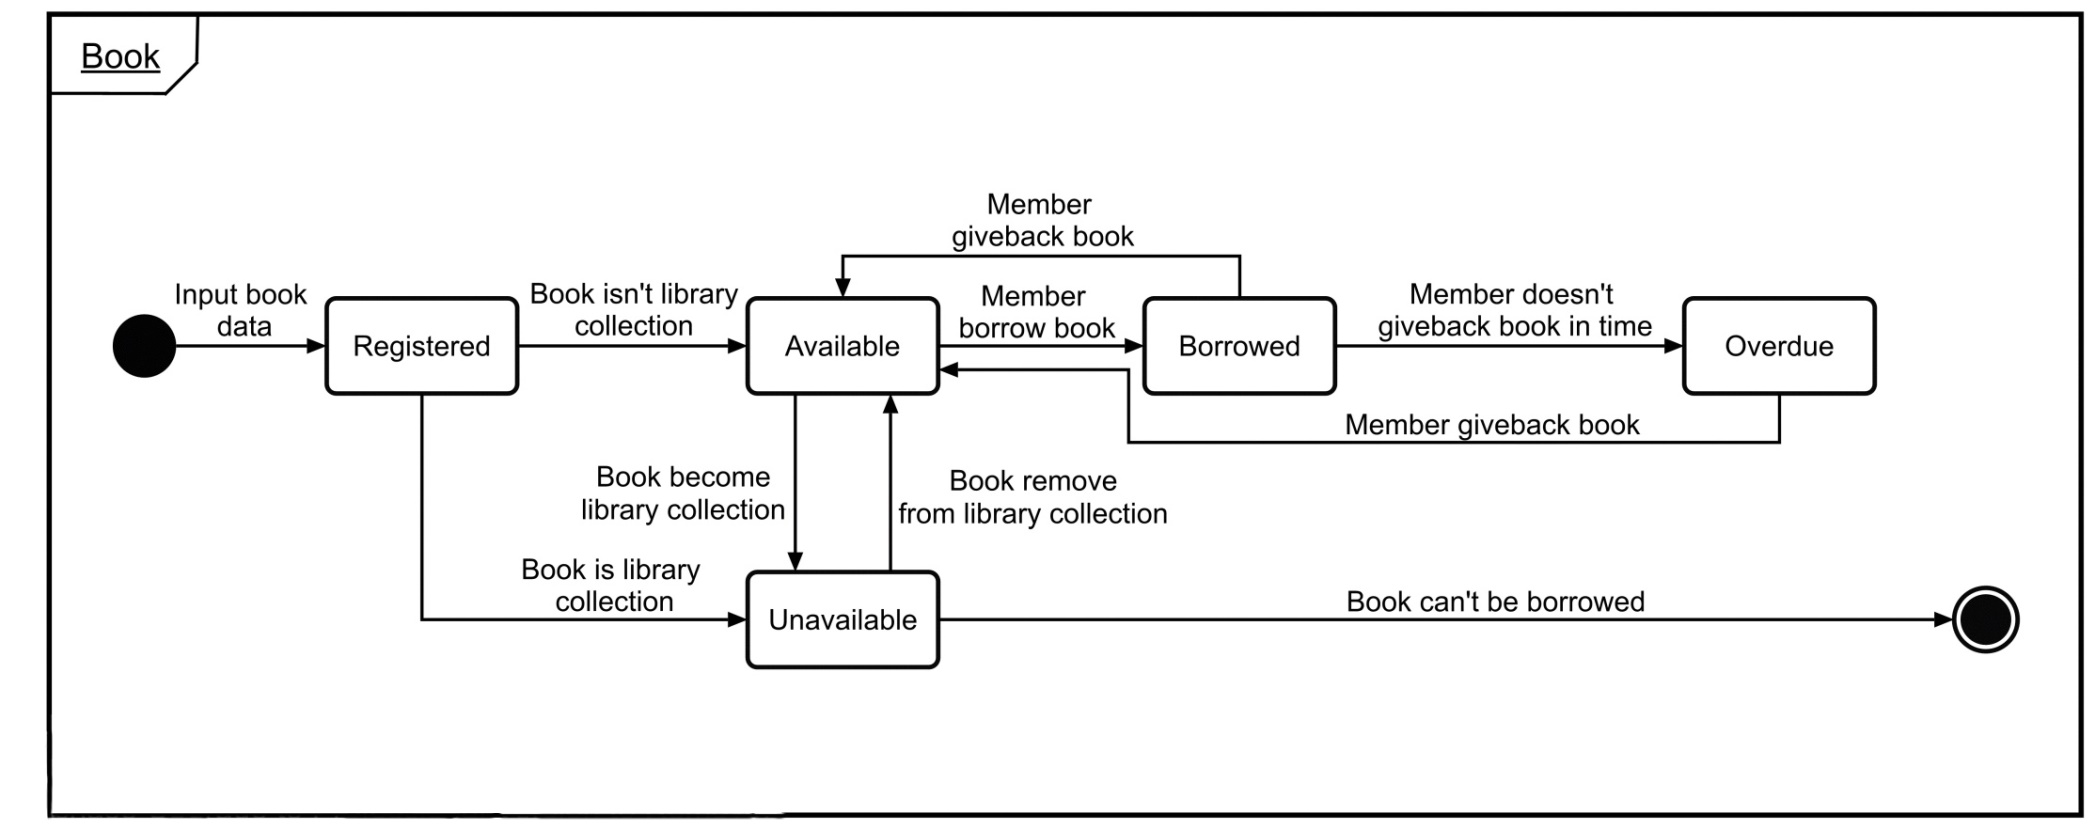 Book
Member
giveback book
Input book
data
Book isn't library
collection
Member
borrow book
Member doesn't
giveback book in time
Registered
Available
Borrowed
Overdue
Member giveback book
Book become
library collection
Book remove
from library collection
Book is library
collection
Unavailable
Book can't be borrowed